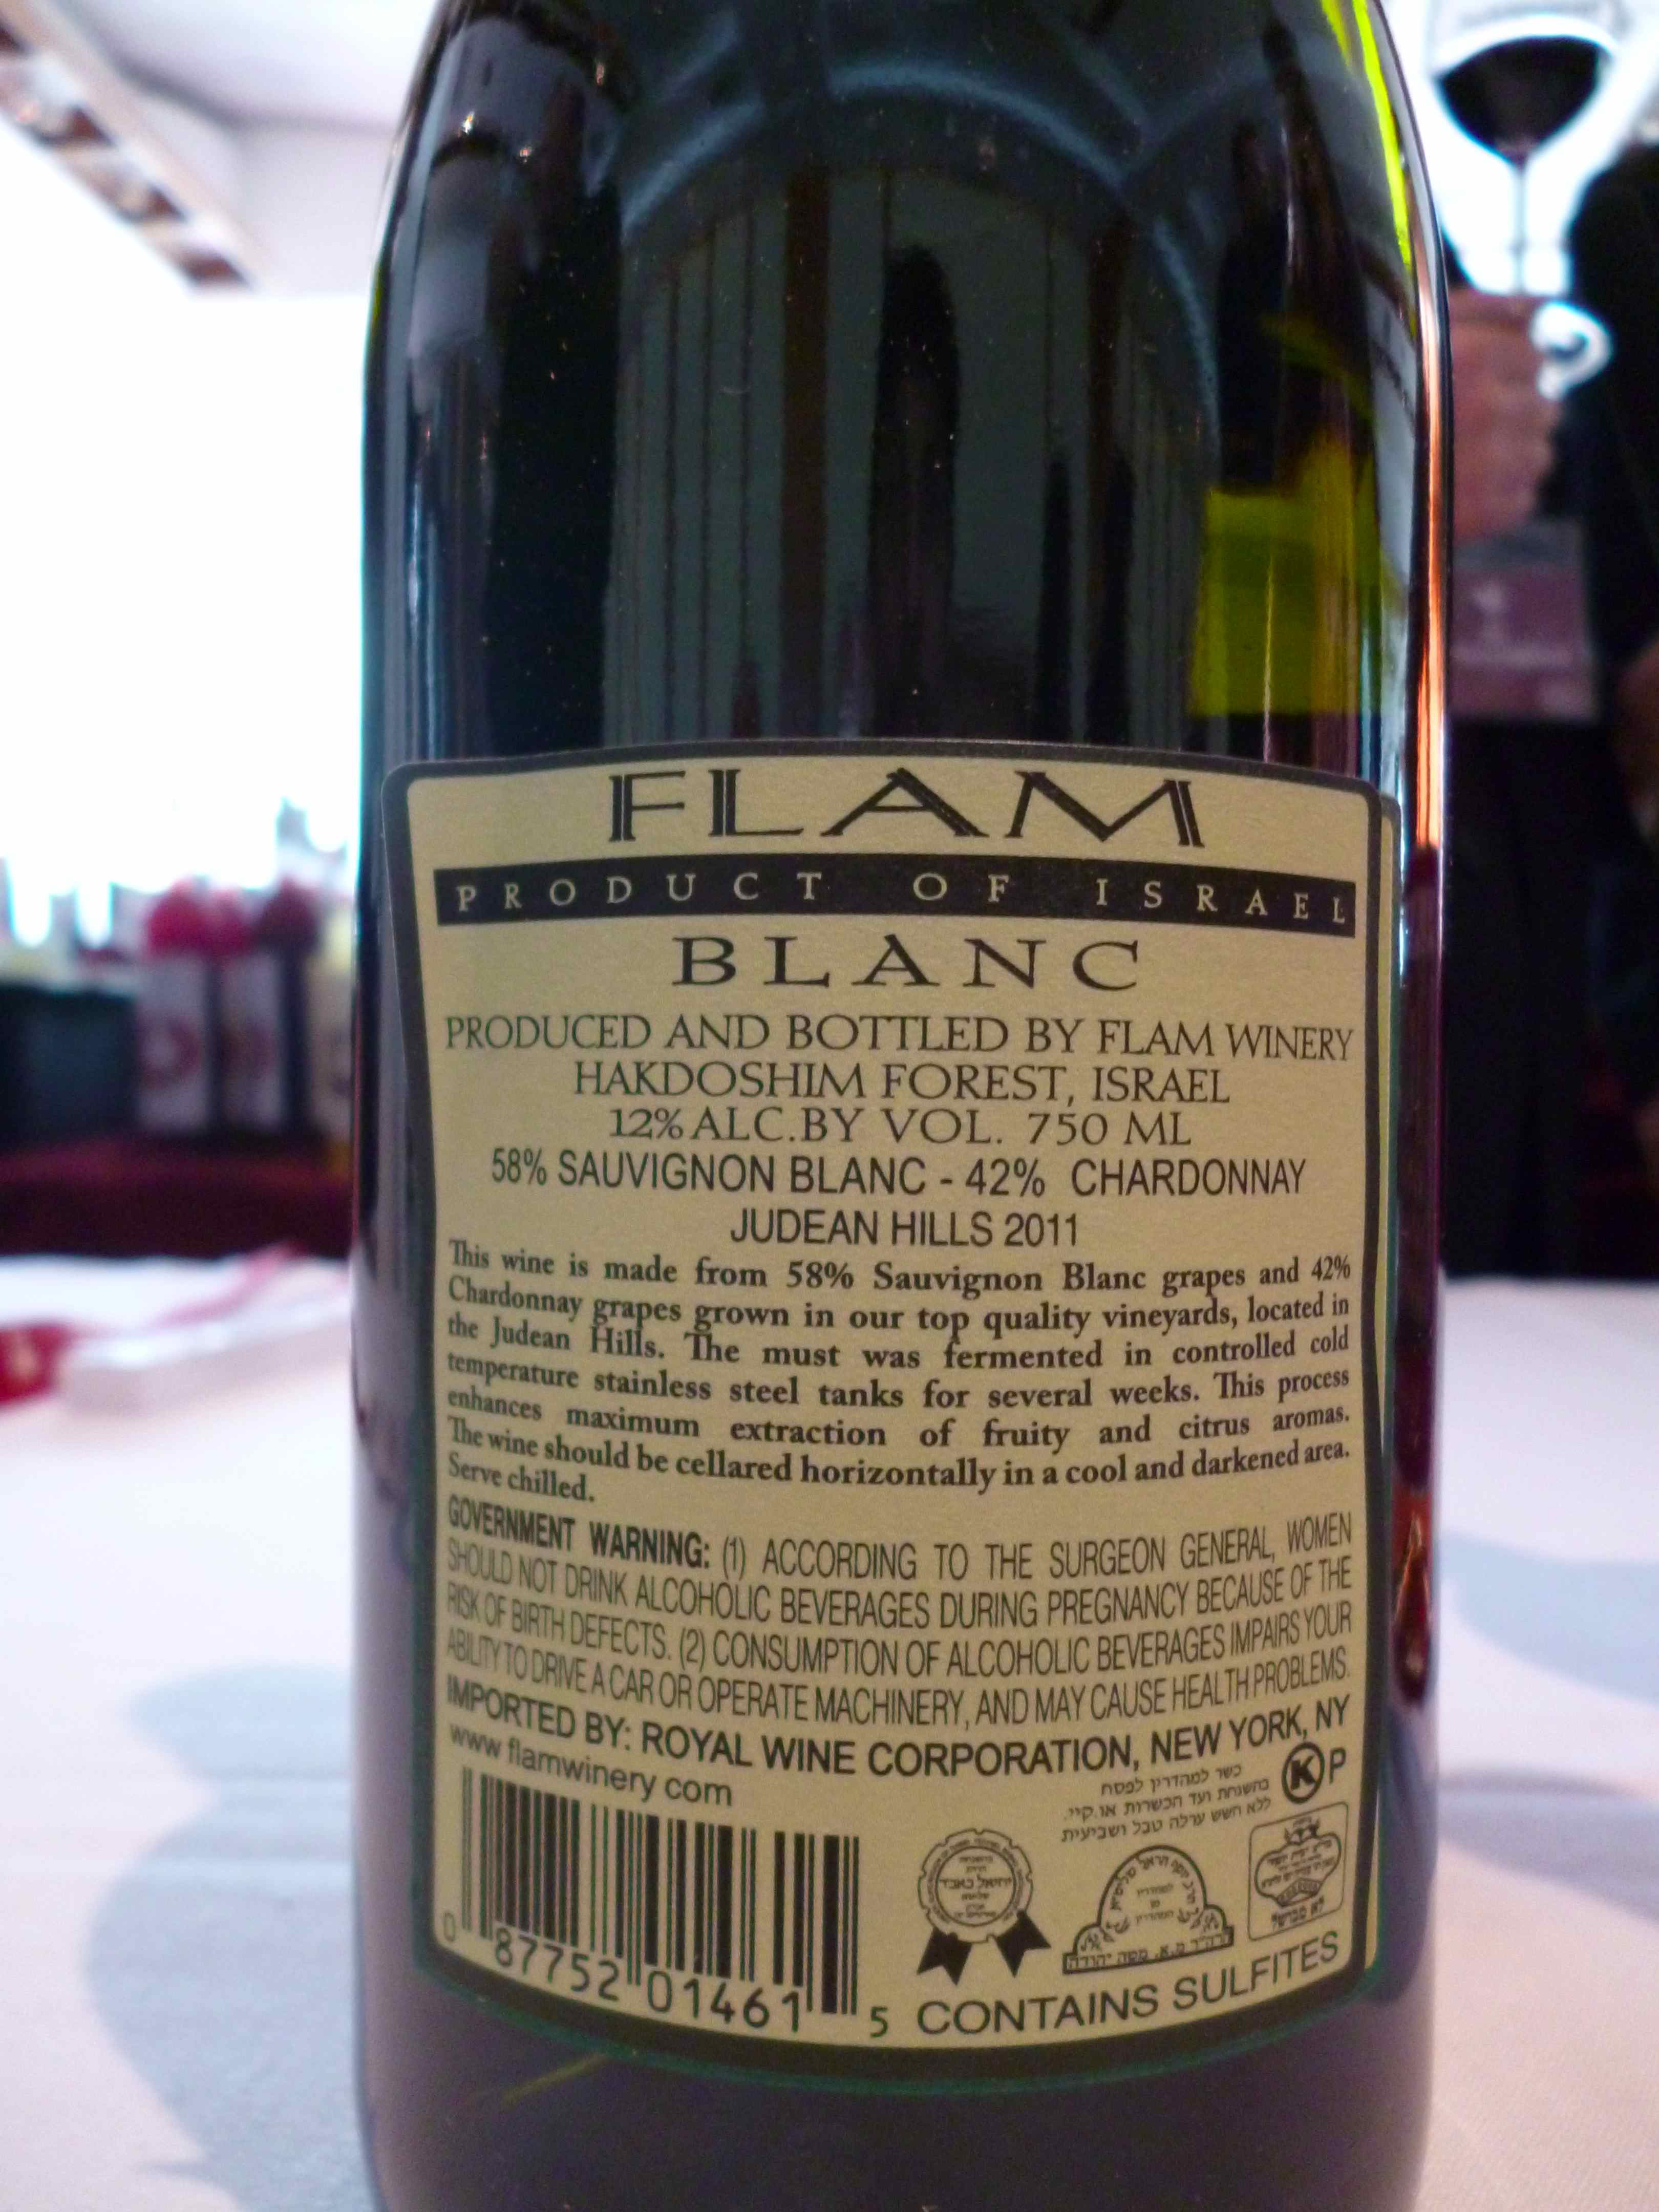 FLAM
PRODUCT OF ISRAEL
BLANC
PRODUCED AND BOTTLED BY FLAM WINERY
HAKDOSHIM FOREST, ISRAEL
12% ALC.BY VOL. 750 ML
58% SAUVIGNON BLANC - 42% CHARDONNAY
JUDEAN HILLS 2011
This wine is made from 58% Sauvignon Blanc grapes and 42%
Chardonnay grapes grown in our top quality vineyards, located in
the Judean Hills. The must was fermented in controlled cold
temperature stainless steel tanks for several weeks. This process
enhances maximum extraction of fruity and citrus aromas.
The wine should be cellared horizontally in a cool and darkened area.
Serve chilled.
GOVERNMENT WARNING: (1) ACCORDING TO THE SURGEON GENERAL, WOMEN
SHOULD NOT DRINK ALCOHOLIC BEVERAGES DURING PREGNANCY BECAUSE OF THE
RISK OF BIRTH DEFECTS. (2) CONSUMPTION OF ALCOHOLIC BEVERAGES IMPAIRS YOUR
ABILITY TO DRIVE A CAR OR OPERATE MACHINERY, AND MAY CAUSE HEALTH PROBLEMS.
IMPORTED BY: ROYAL WINE CORPORATION, NEW YORK, NY
www flamwinery com
K P
כשר למהדרין לפסח
בהשגחת ועד הכשרות או.קיי.
ללא חשש ערלה טבל ושביעית
למהדרין
מן
המהדרין
הרה"ד מ.א. מטה יהודה
לא מבושל
0 87752 01461 5
CONTAINS SULFITES